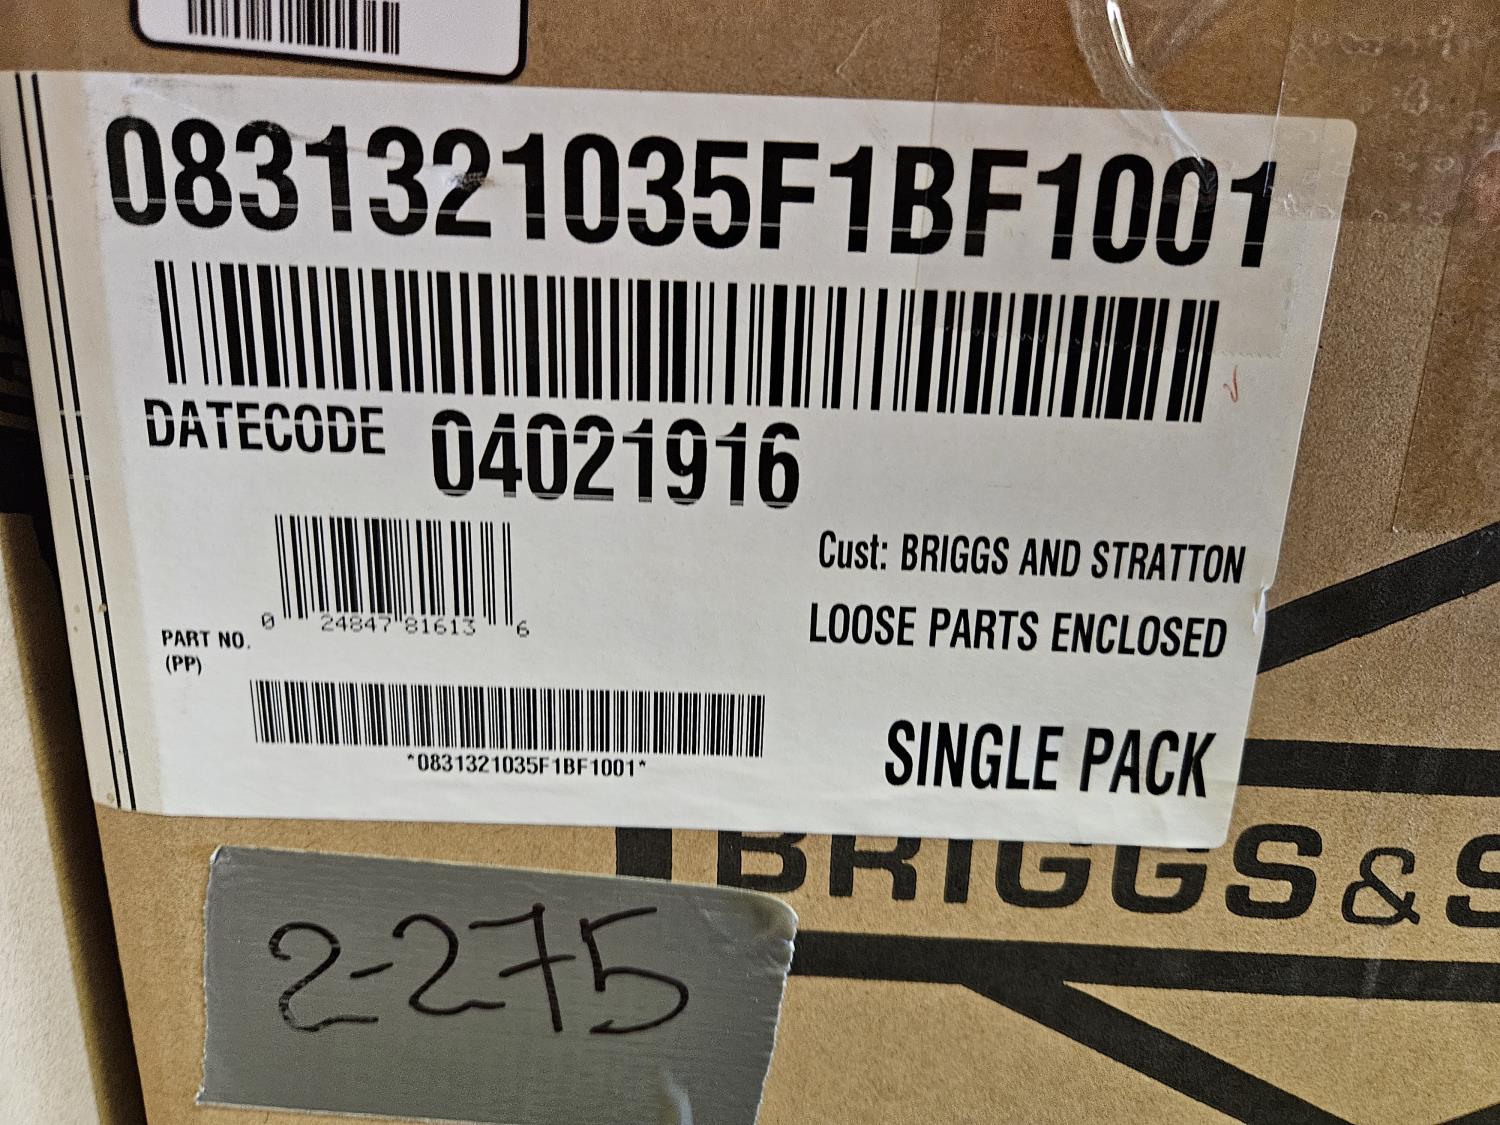 0831321035F1BF1001
DATECODE 04021916
0 24847 81613 6
Cust: BRIGGS AND STRATTON
LOOSE PARTS ENCLOSED
PART NO.
(PP)
*0831321035F1BF1001*
SINGLE PACK
BRIGGS & S
2-275